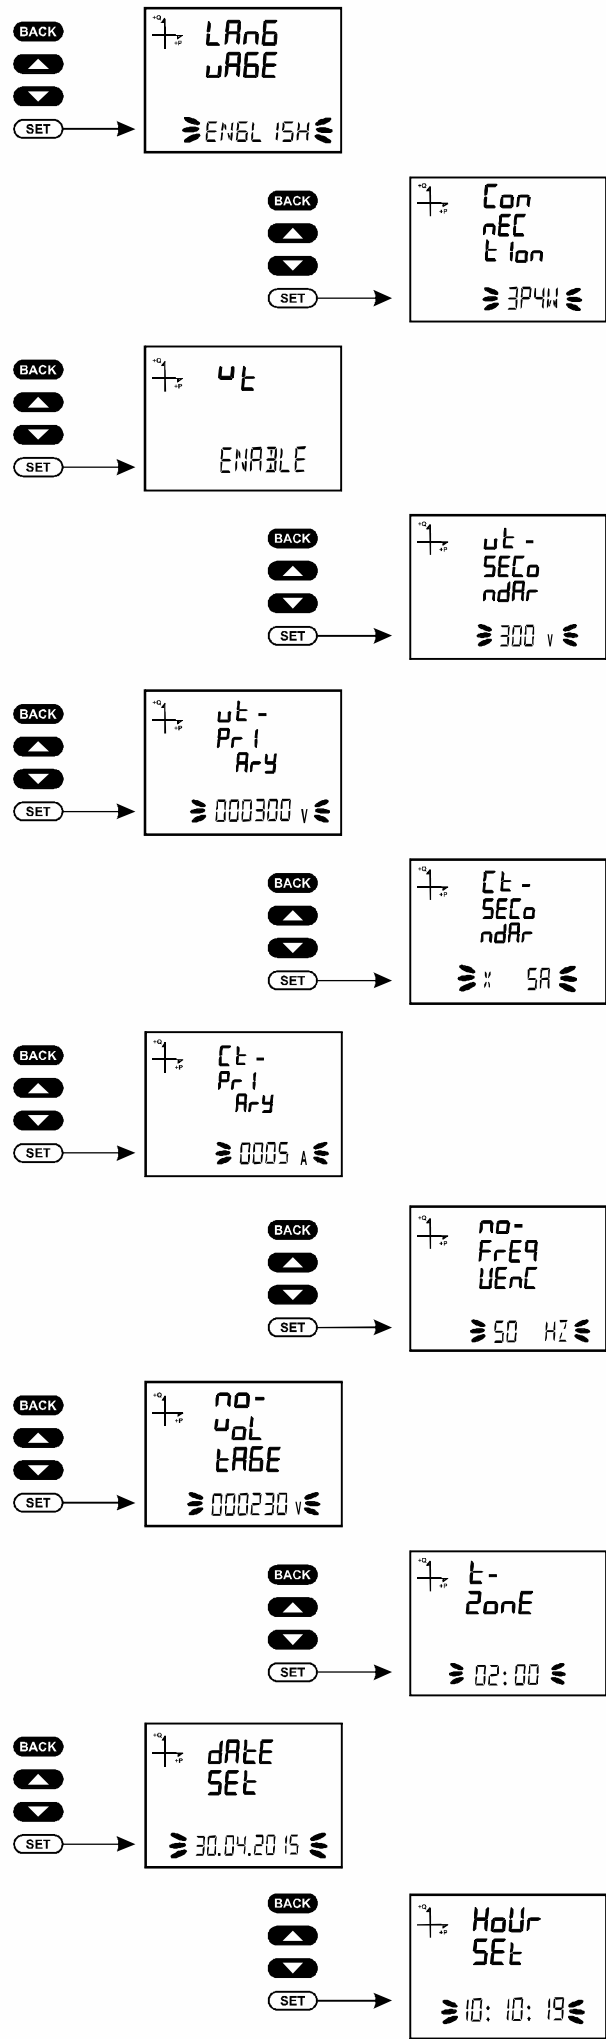 BACK
SET
+Q
+P
LAnG
uAGE
ENGLISH
BACK
SET
+Q
+P
Con
nEC
tIon
3P4W
BACK
SET
+Q
+P
ut
ENABLE
BACK
SET
+Q
+P
ut-
SECo
ndAr
300 V
BACK
SET
+Q
+P
ut-
PrI
Ary
000300 V
BACK
SET
+Q
+P
Ct-
SECo
ndAr
X 5A
BACK
SET
+Q
+P
Ct-
PrI
Ary
0005 A
BACK
SET
+Q
+P
no-
FrEq
UEnC
50 HZ
BACK
SET
+Q
+P
no-
voL
tAGE
000230 V
BACK
SET
+Q
+P
t-
ZonE
02:00
BACK
SET
+Q
+P
dAtE
SEt
30.04.2015
BACK
SET
+Q
+P
HoUr
SEt
10: 10: 19